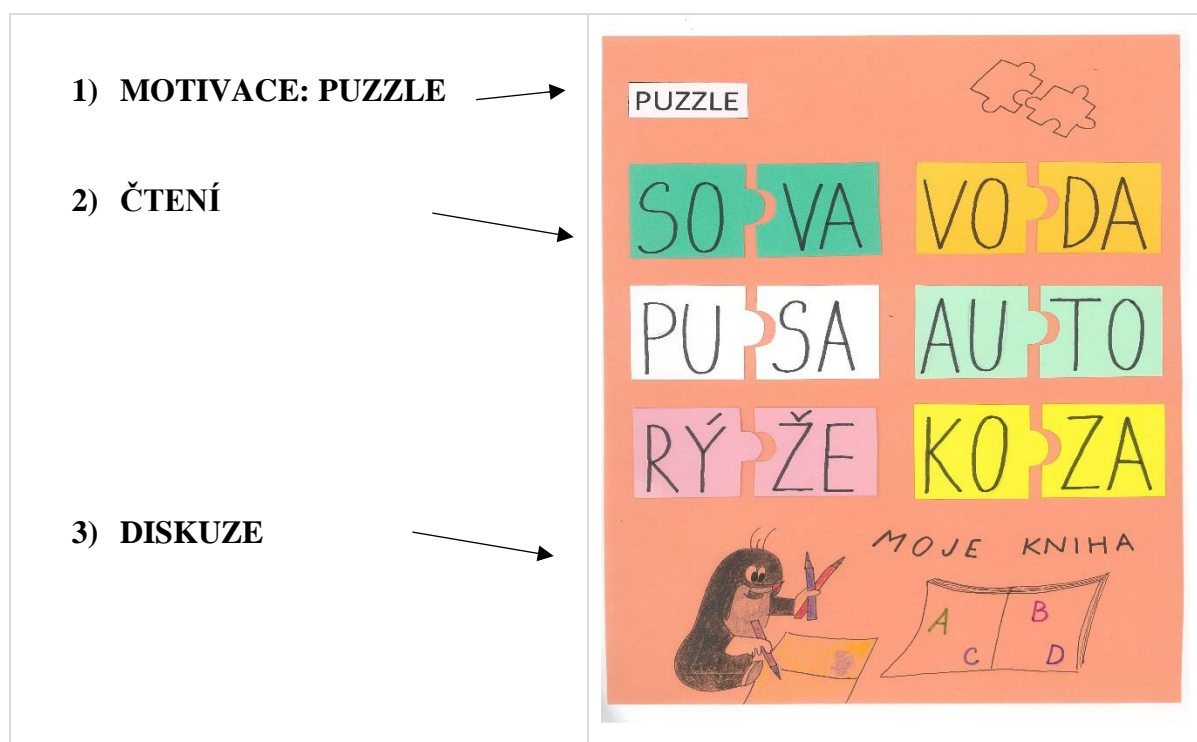 1) MOTIVACE: PUZZLE
2) ČTENÍ
3) DISKUZE
PUZZLE
SO VA VO DA
PU SA AU TO
RÝ ŽE KO ZA
MOJE KNIHA
A B
C D